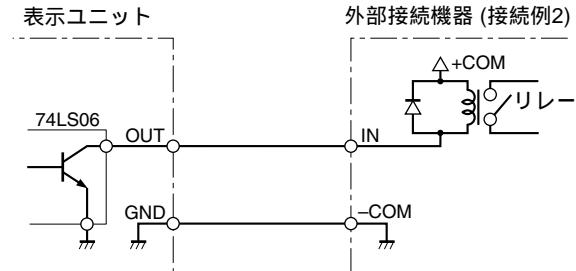 表示ユニット
外部接続機器 (接続例2)
+COM
74LS06
リレー
OUT
IN
GND
–COM